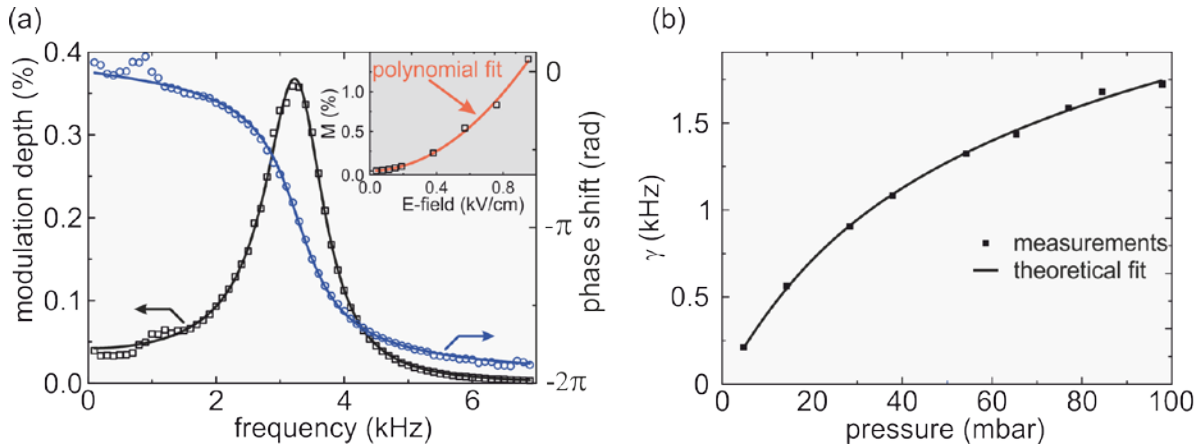 (a)
0.4
0.3
0.2
0.1
0.0
modulation depth (%)
0
2
4
6
frequency (kHz)
0
-π
-2π
phase shift (rad)
polynomial fit
M (%)
1.0
0.5
0.0
0.0
0.4
0.8
E-field (kV/cm)
(b)
1.5
1
0.5
0
γ (kHz)
0
20
40
60
80
100
pressure (mbar)
measurements
theoretical fit